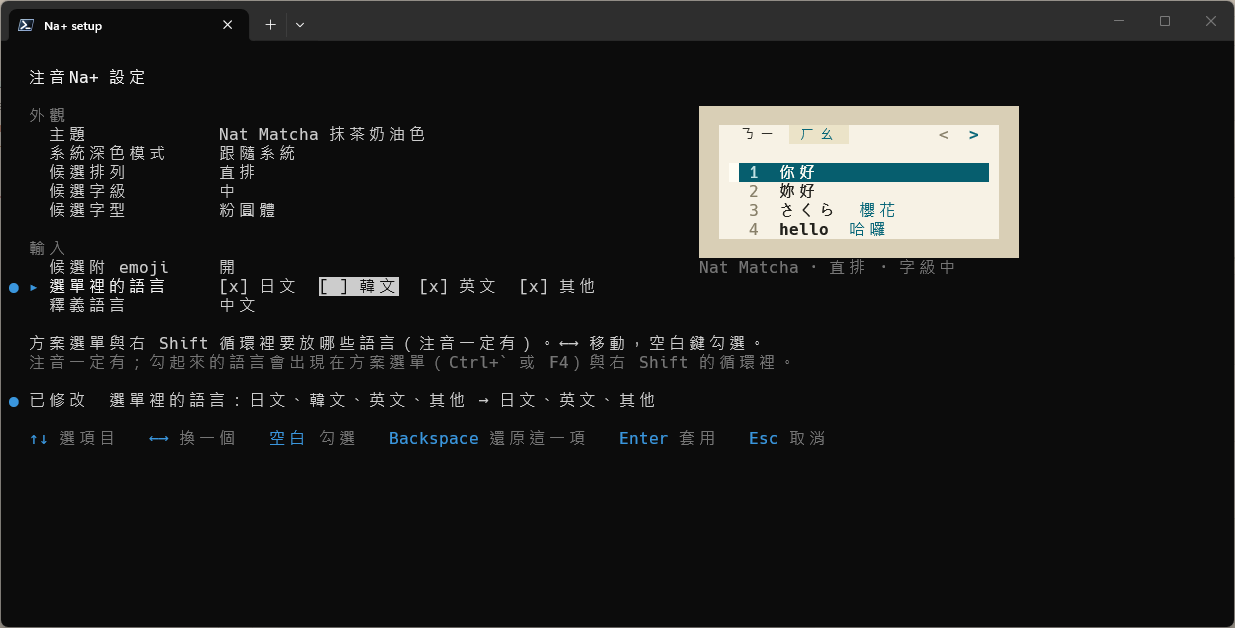 Na+ setup
注音Na+ 設定
外觀
主題 Nat Matcha 抹茶奶油色
系統深色模式 跟隨系統
候選排列 直排
候選字級 中
候選字型 粉圓體
ㄋㄧ ㄏㄠ < >
1 你好
2 妳好
3 さくら 櫻花
4 hello 哈囉
Nat Matcha · 直排 · 字級中
輸入
候選附 emoji 開
● ▸ 選單裡的語言 [x] 日文 [ ] 韓文 [x] 英文 [x] 其他
釋義語言 中文
方案選單與右 Shift 循環裡要放哪些語言（注音一定有）。←→ 移動，空白鍵勾選。
注音一定有；勾起來的語言會出現在方案選單（Ctrl+` 或 F4）與右 Shift 的循環裡。
● 已修改 選單裡的語言：日文、韓文、英文、其他 → 日文、英文、其他
↑↓ 選項目 ←→ 換一個 空白 勾選 Backspace 還原這一項 Enter 套用 Esc 取消